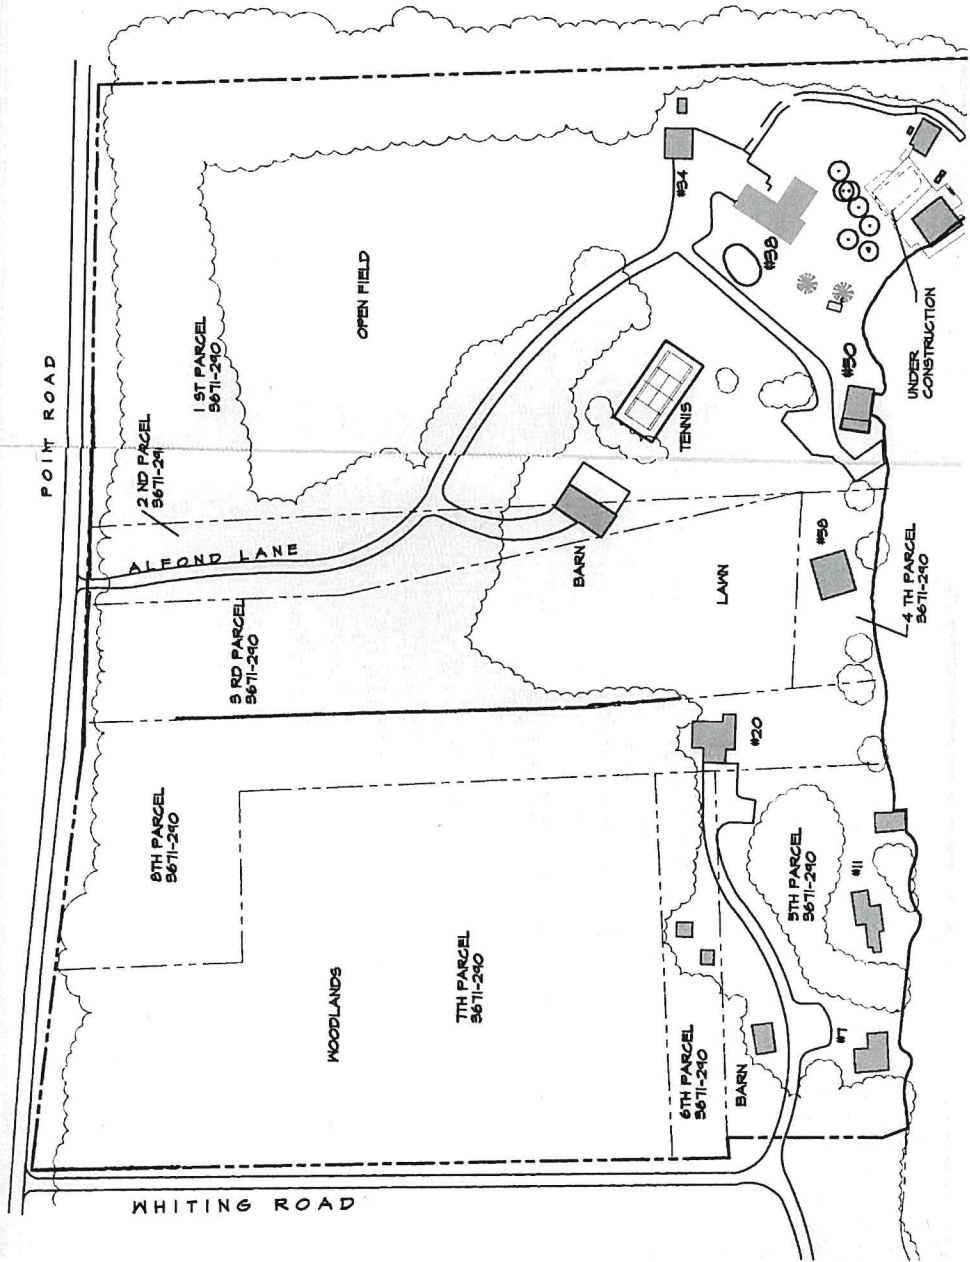 POINT ROAD
1 ST PARCEL
3671-290
2 ND PARCEL
3671-291
OPEN FIELD
ALFOND LANE
3 RD PARCEL
3671-290
8TH PARCEL
3671-290
WOODLANDS
7TH PARCEL
3671-290
WHITING ROAD
#34
#38
TENNIS
BARN
LAWN
#50
UNDER
CONSTRUCTION
#58
4 TH PARCEL
3671-290
#20
5TH PARCEL
3671-290
#11
6TH PARCEL
3671-290
BARN
#7